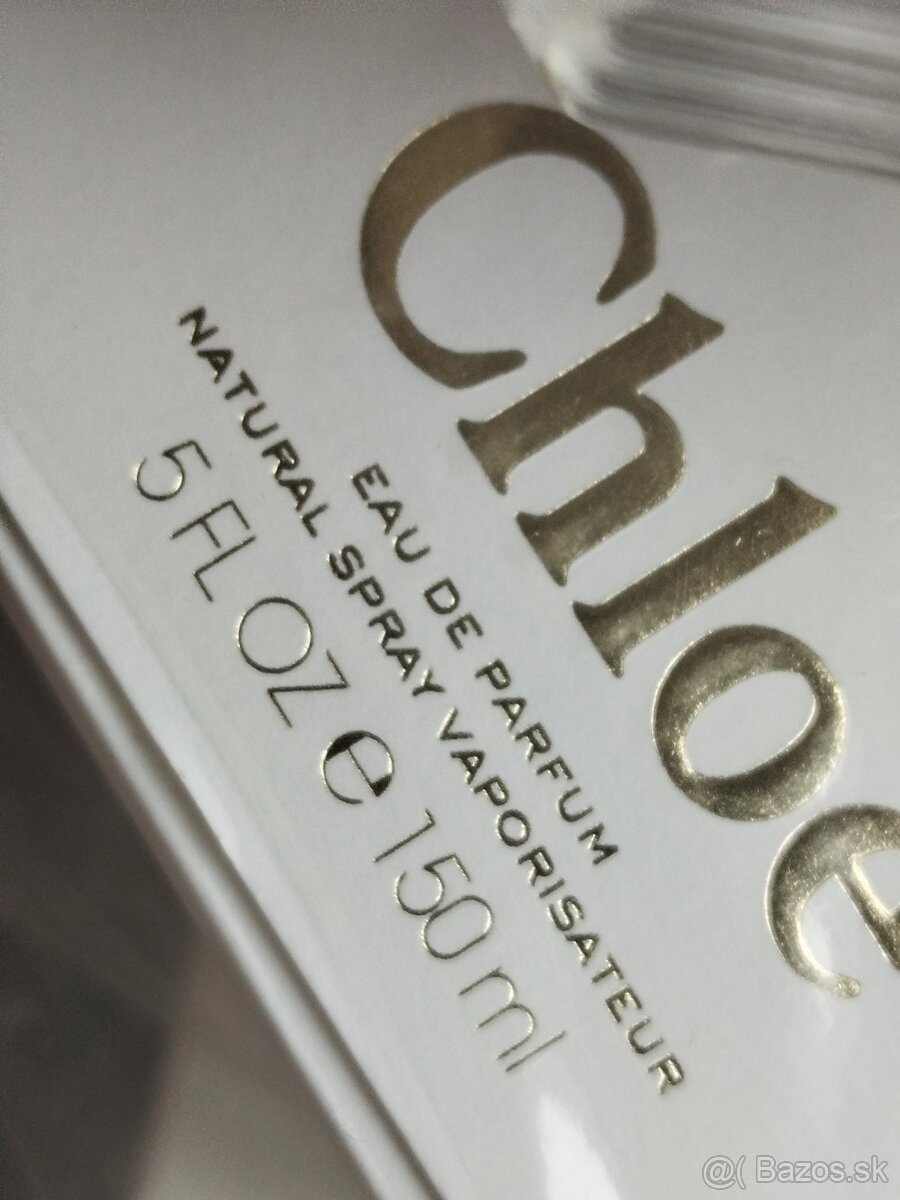 Chloe
EAU DE PARFUM
NATURAL SPRAY VAPORISATEUR
5 FL OZ e 150 ml
@( Bazos.sk